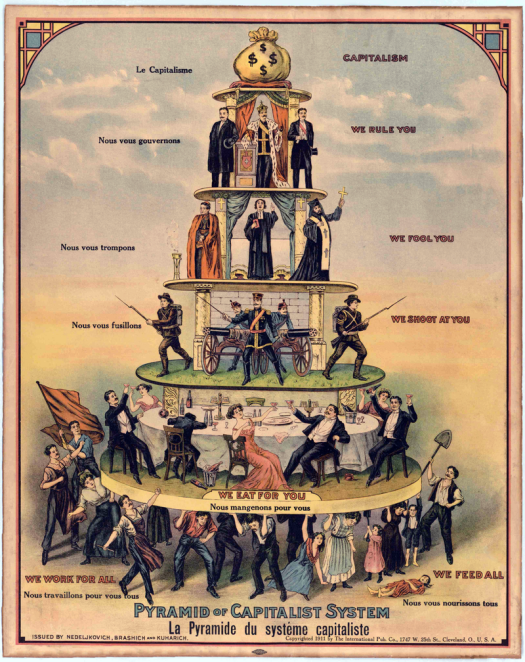 $ $ $ $
Le Capitalisme
CAPITALISM
Nous vous gouvernons
WE RULE YOU
Nous vous trompons
WE FOOL YOU
Nous vous fusillons
WE SHOOT AT YOU
WE EAT FOR YOU
Nous mangenons pour vous
WE WORK FOR ALL
WE FEED ALL
Nous travaillons pour vous tous
Nous vous nourissons tous
PYRAMID OF CAPITALIST SYSTEM
La Pyramide du système capitaliste
ISSUED BY NEDELJKOVICH, BRASHICH AND KUHARICH.
Copyrighted 1911 by The International Pub. Co., 1747 W. 25th St., Cleveland, O., U. S. A.